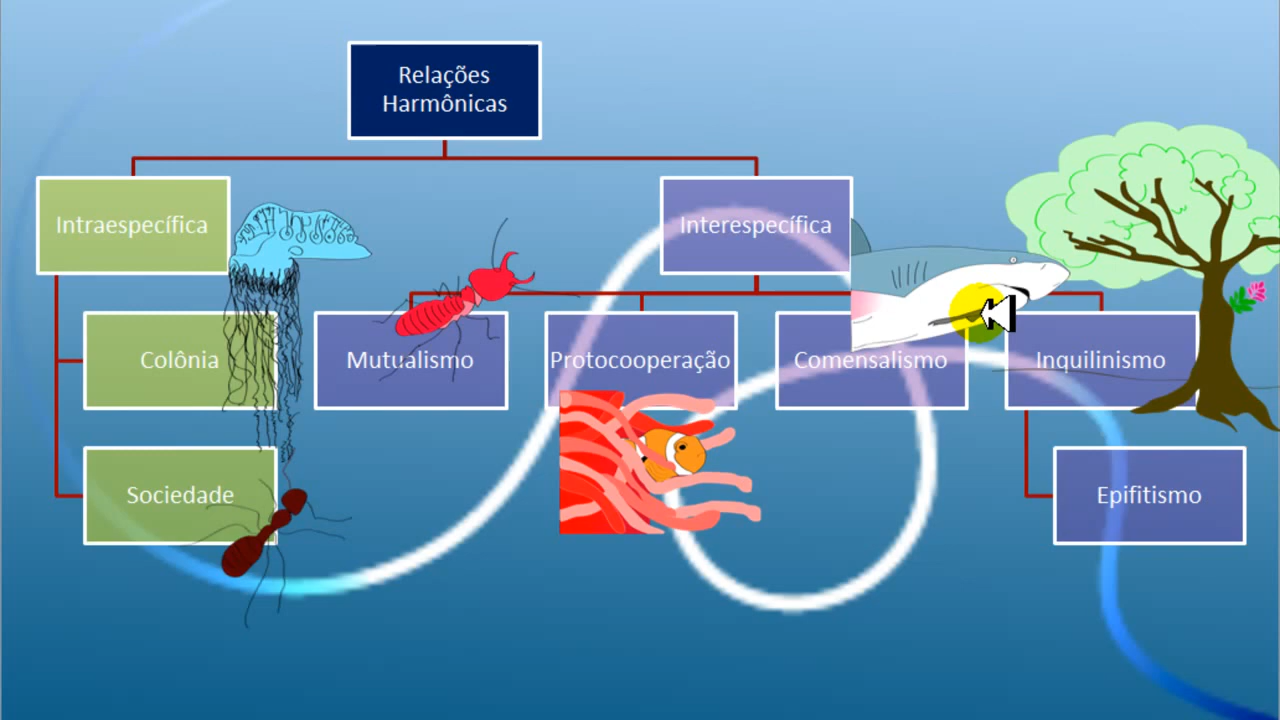 Relações
Harmônicas
Intraespecífica
Interespecífica
Colônia
Mutualismo
Protocooperação
Comensalismo
Inquilinismo
Sociedade
Epifitismo